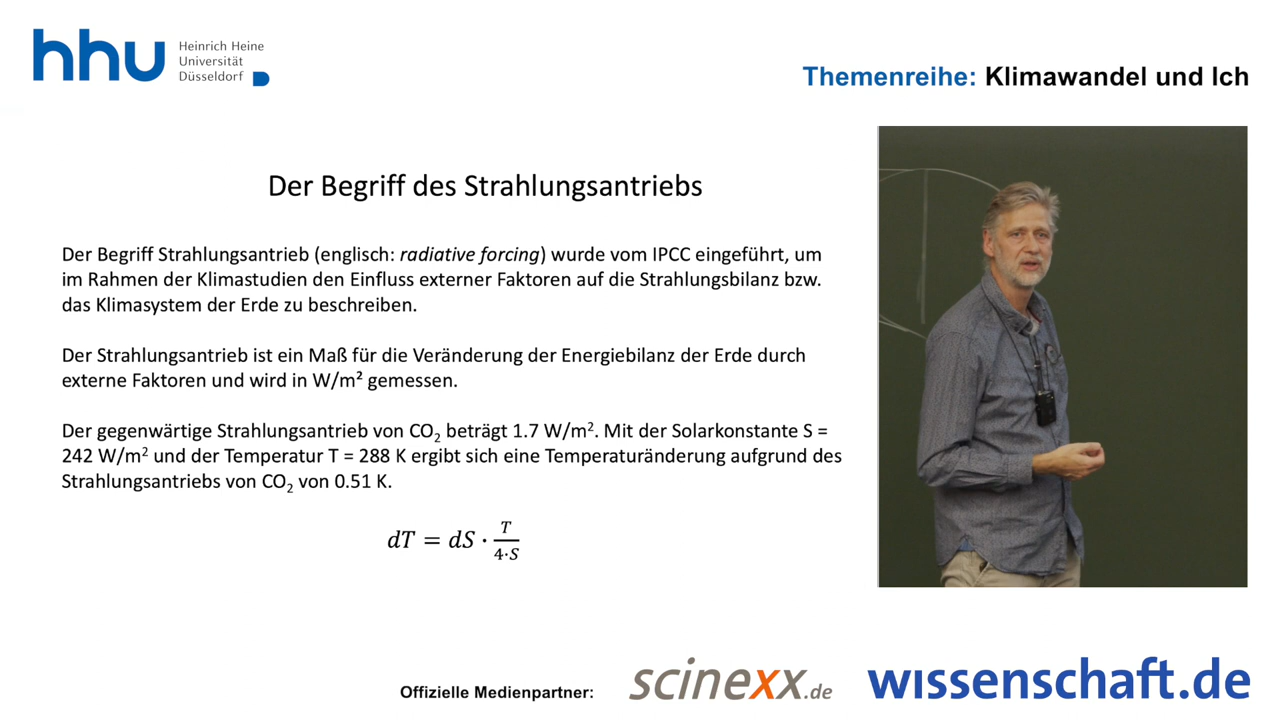 hhu Heinrich Heine
Universität
Düsseldorf
Themenreihe: Klimawandel und Ich
Der Begriff des Strahlungsantriebs
Der Begriff Strahlungsantrieb (englisch: radiative forcing) wurde vom IPCC eingeführt, um
im Rahmen der Klimastudien den Einfluss externer Faktoren auf die Strahlungsbilanz bzw.
das Klimasystem der Erde zu beschreiben.
Der Strahlungsantrieb ist ein Maß für die Veränderung der Energiebilanz der Erde durch
externe Faktoren und wird in W/m² gemessen.
Der gegenwärtige Strahlungsantrieb von CO₂ beträgt 1.7 W/m². Mit der Solarkonstante S =
242 W/m² und der Temperatur T = 288 K ergibt sich eine Temperaturänderung aufgrund des
Strahlungsantriebs von CO₂ von 0.51 K.
dT = dS · T / 4·S
Offizielle Medienpartner: scinexx.de wissenschaft.de